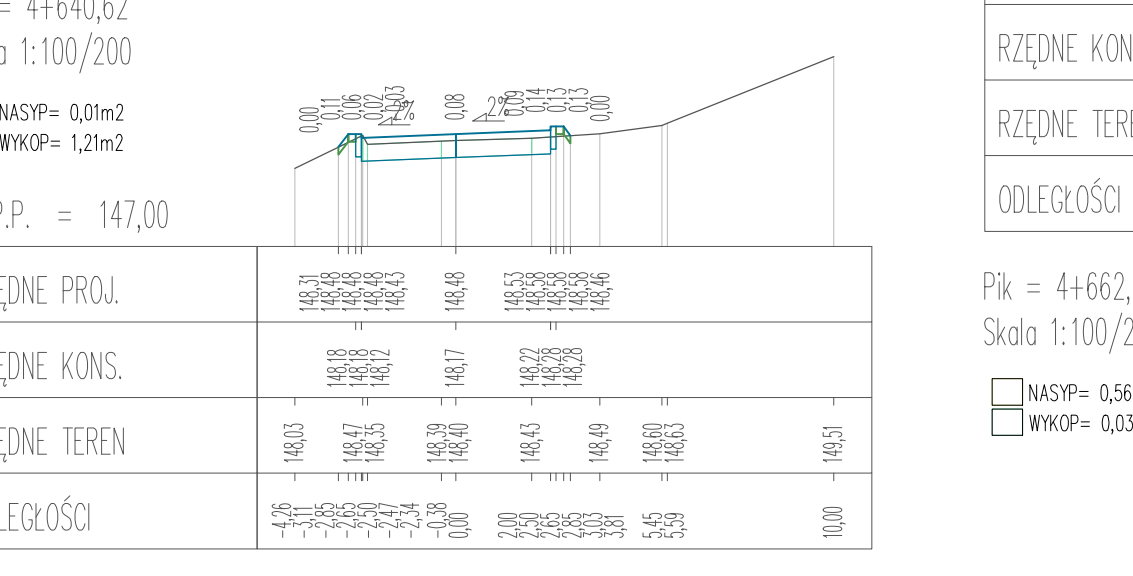 = 4+640,62
a 1:100/200
NASYP= 0,01m2
WYKOP= 1,21m2
P.P. = 147,00
0,00 0,11 0,06 0,02 0,03 2% 0,08 2% 0,09 0,14 0,13 0,13 0,00
ĘDNE PROJ. 148,31 148,48 148,48 148,48 148,43 148,48 148,53 148,58 148,58 148,58 148,46
ĘDNE KONS. 148,18 148,18 148,12 148,17 148,22 148,28 148,28
ĘDNE TEREN 148,03 148,47 148,35 148,39 148,40 148,43 148,49 148,60 148,63 149,51
LEGŁOŚCI -4,26 -3,11 -2,85 -2,65 -2,50 -2,47 -2,34 -0,38 0,00 2,00 2,50 2,65 2,85 3,03 3,81 5,45 5,59 10,00
RZĘDNE KON
RZĘDNE TERE
ODLEGŁOŚCI
Pik = 4+662,
Skala 1:100/2
NASYP= 0,56
WYKOP= 0,03